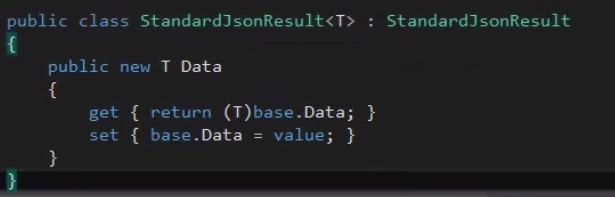 public class StandardJsonResult<T> : StandardJsonResult
{
    public new T Data
    {
        get { return (T)base.Data; }
        set { base.Data = value; }
    }
}